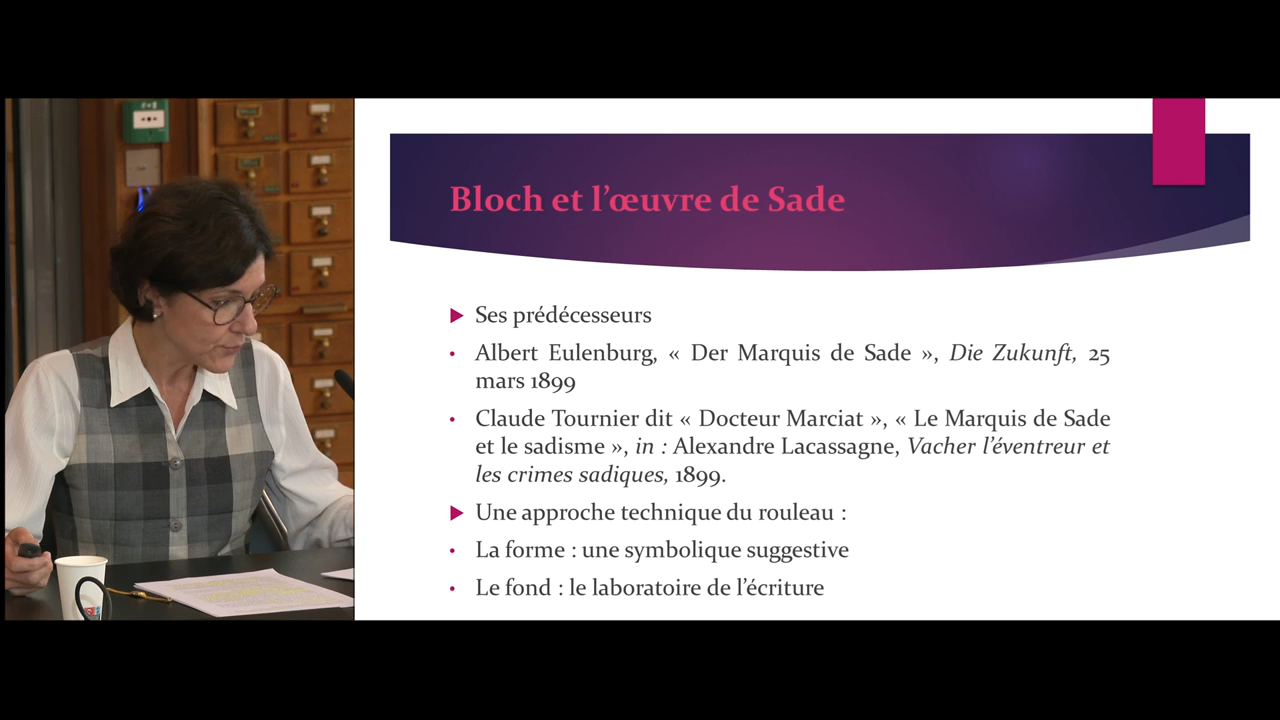 Bloch et l’œuvre de Sade
Ses prédécesseurs
Albert Eulenburg, « Der Marquis de Sade », Die Zukunft, 25
mars 1899
Claude Tournier dit « Docteur Marciat », « Le Marquis de Sade
et le sadisme », in : Alexandre Lacassagne, Vacher l’éventreur et
les crimes sadiques, 1899.
Une approche technique du rouleau :
La forme : une symbolique suggestive
Le fond : le laboratoire de l’écriture